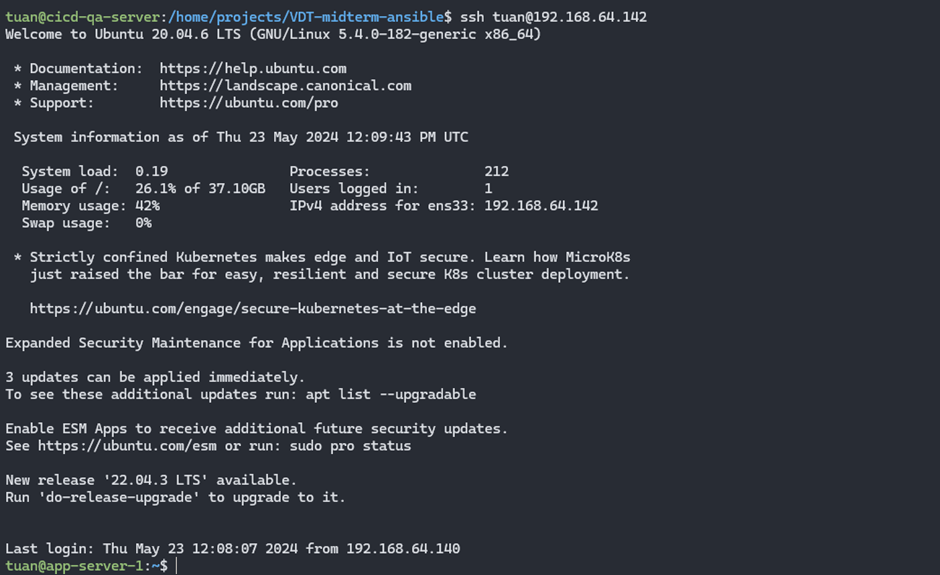 tuan@cicd-qa-server:/home/projects/VDT-midterm-ansible$ ssh tuan@192.168.64.142
Welcome to Ubuntu 20.04.6 LTS (GNU/Linux 5.4.0-182-generic x86_64)
* Documentation: https://help.ubuntu.com
* Management: https://landscape.canonical.com
* Support: https://ubuntu.com/pro
System information as of Thu 23 May 2024 12:09:43 PM UTC
System load: 0.19 Processes: 212
Usage of /: 26.1% of 37.10GB Users logged in: 1
Memory usage: 42% IPv4 address for ens33: 192.168.64.142
Swap usage: 0%
* Strictly confined Kubernetes makes edge and IoT secure. Learn how MicroK8s
just raised the bar for easy, resilient and secure K8s cluster deployment.
https://ubuntu.com/engage/secure-kubernetes-at-the-edge
Expanded Security Maintenance for Applications is not enabled.
3 updates can be applied immediately.
To see these additional updates run: apt list --upgradable
Enable ESM Apps to receive additional future security updates.
See https://ubuntu.com/esm or run: sudo pro status
New release '22.04.3 LTS' available.
Run 'do-release-upgrade' to upgrade to it.
Last login: Thu May 23 12:08:07 2024 from 192.168.64.140
tuan@app-server-1:~$